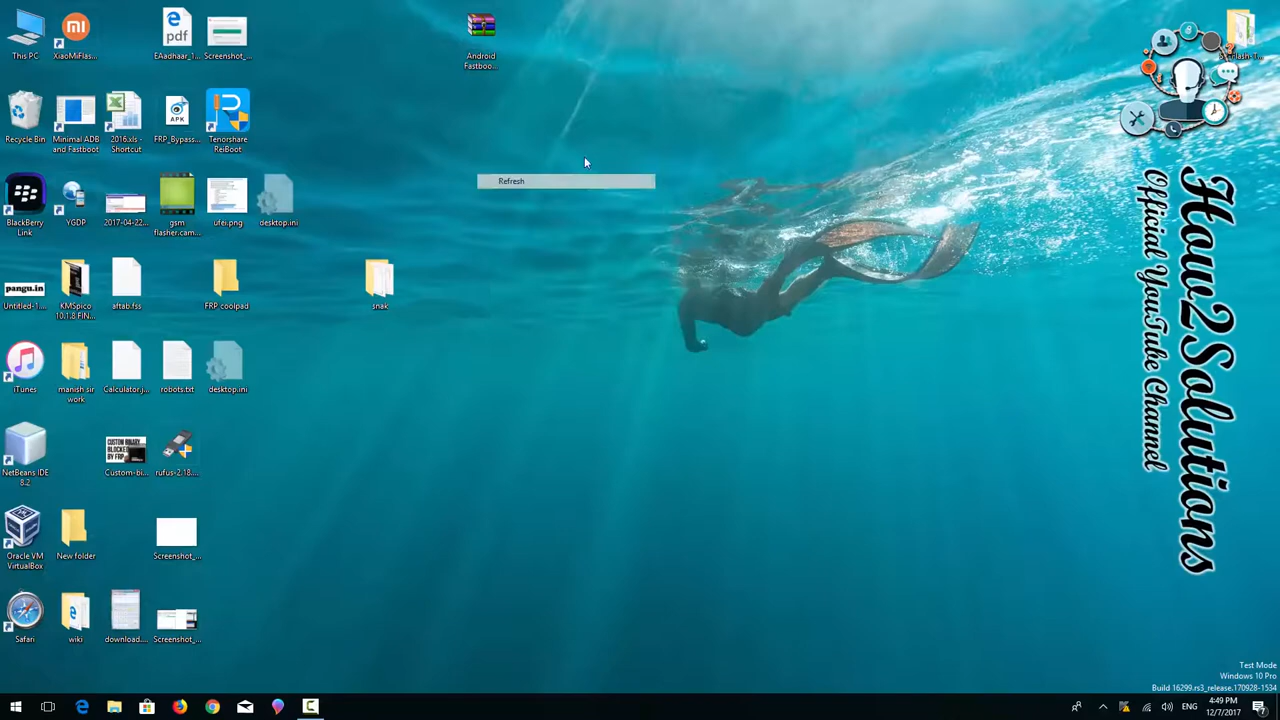 This PC
XiaoMiFlas...
EAadhaar_1...
Screenshot_...
Android
Fastboo...
Recycle Bin
Minimal ADB
and Fastboot
2016.xls -
Shortcut
FRP_Bypass...
Tenorshare
ReiBoot
Refresh
BlackBerry
Link
YGDP
2017-04-22...
gsm
flasher.cam...
ufei.png
desktop.ini
pangu.in
Untitled-1...
KMSpico
10.1.8 FIN...
aftab.fss
FRP coolpad
snak
iTunes
manish sir
work
Calculator.j...
robots.txt
desktop.ini
NetBeans IDE
8.2
CUSTOM BINARY
BLOCKED
BY FRP
Custom-bi...
rufus-2.18....
Oracle VM
VirtualBox
New folder
Screenshot_...
Safari
wiki
download....
Screenshot_...
How2Solutions
Official YouTube Channel
Test Mode
Windows 10 Pro
Build 16299.rs3_release.170928-1534
ENG
4:49 PM
12/7/2017